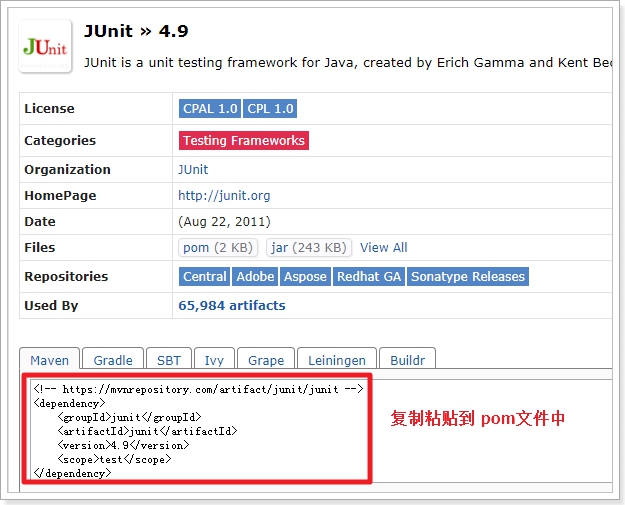 JUnit
JUnit » 4.9
JUnit is a unit testing framework for Java, created by Erich Gamma and Kent
License CPAL 1.0 CPL 1.0
Categories Testing Frameworks
Organization JUnit
HomePage http://junit.org
Date (Aug 22, 2011)
Files pom (2 KB) jar (243 KB) View All
Repositories Central Adobe Aspose Redhat GA Sonatype Releases
Used By 65,984 artifacts
Maven Gradle SBT Ivy Grape Leiningen Buildr
<!-- https://mvnrepository.com/artifact/junit/junit -->
<dependency>
    <groupId>junit</groupId>
    <artifactId>junit</artifactId>
    <version>4.9</version>
    <scope>test</scope>
</dependency>
复制粘贴到 pom文件中